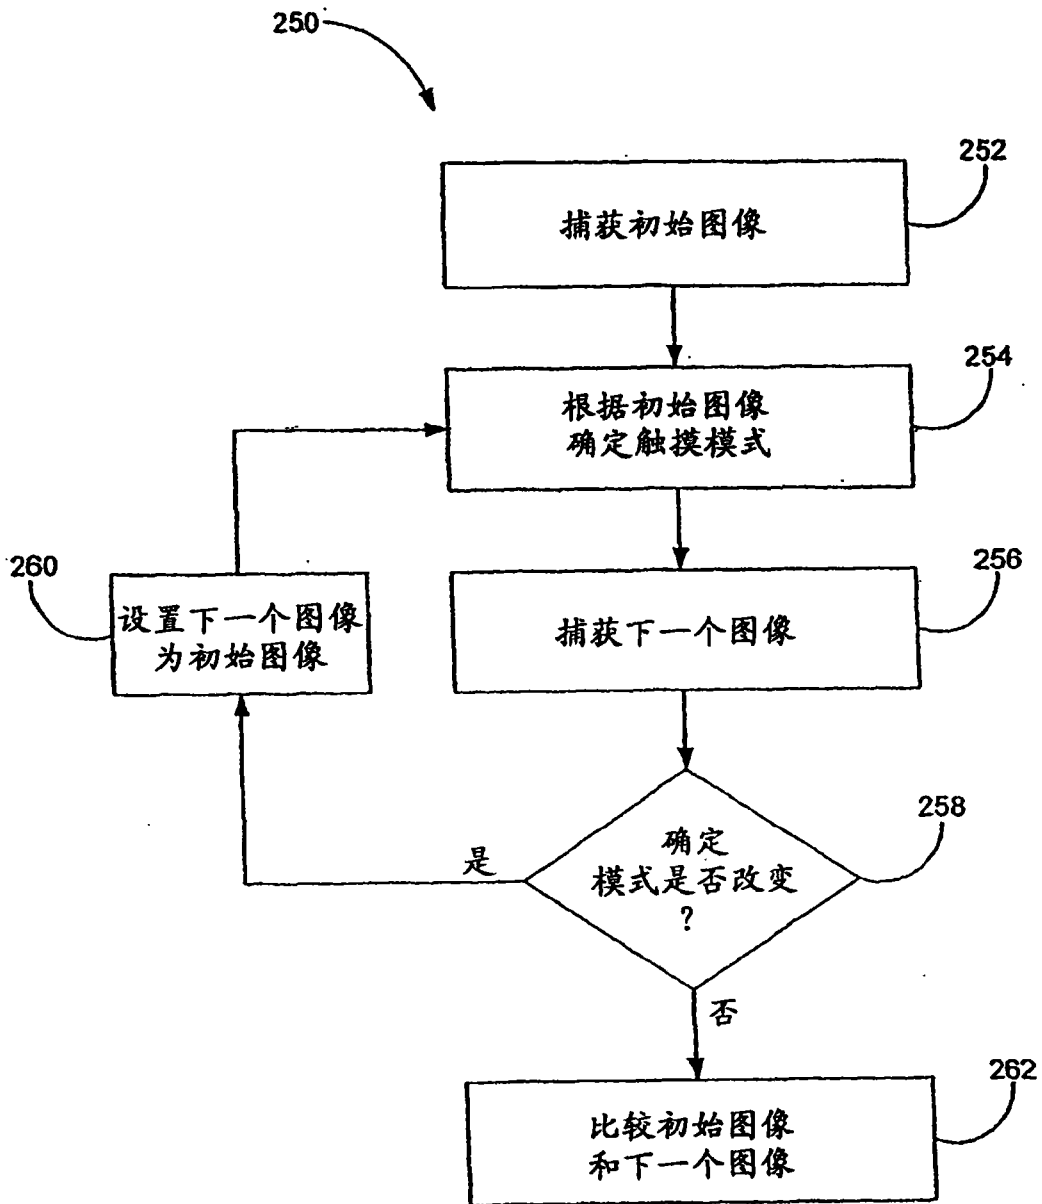 250
252
捕获初始图像
254
根据初始图像
确定触摸模式
260
设置下一个图像
为初始图像
256
捕获下一个图像
258
确定
模式是否改变
?
是
否
262
比较初始图像
和下一个图像